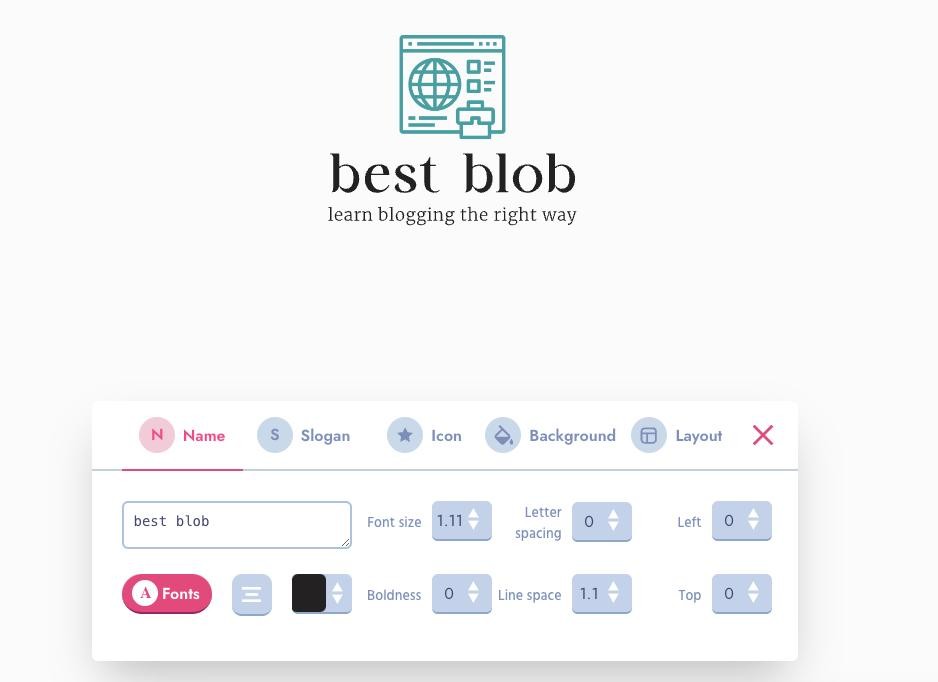 best blob
learn blogging the right way
N Name S Slogan Icon Background Layout
best blob
Font size 1.11 Letter spacing 0 Left 0
A Fonts Boldness 0 Line space 1.1 Top 0